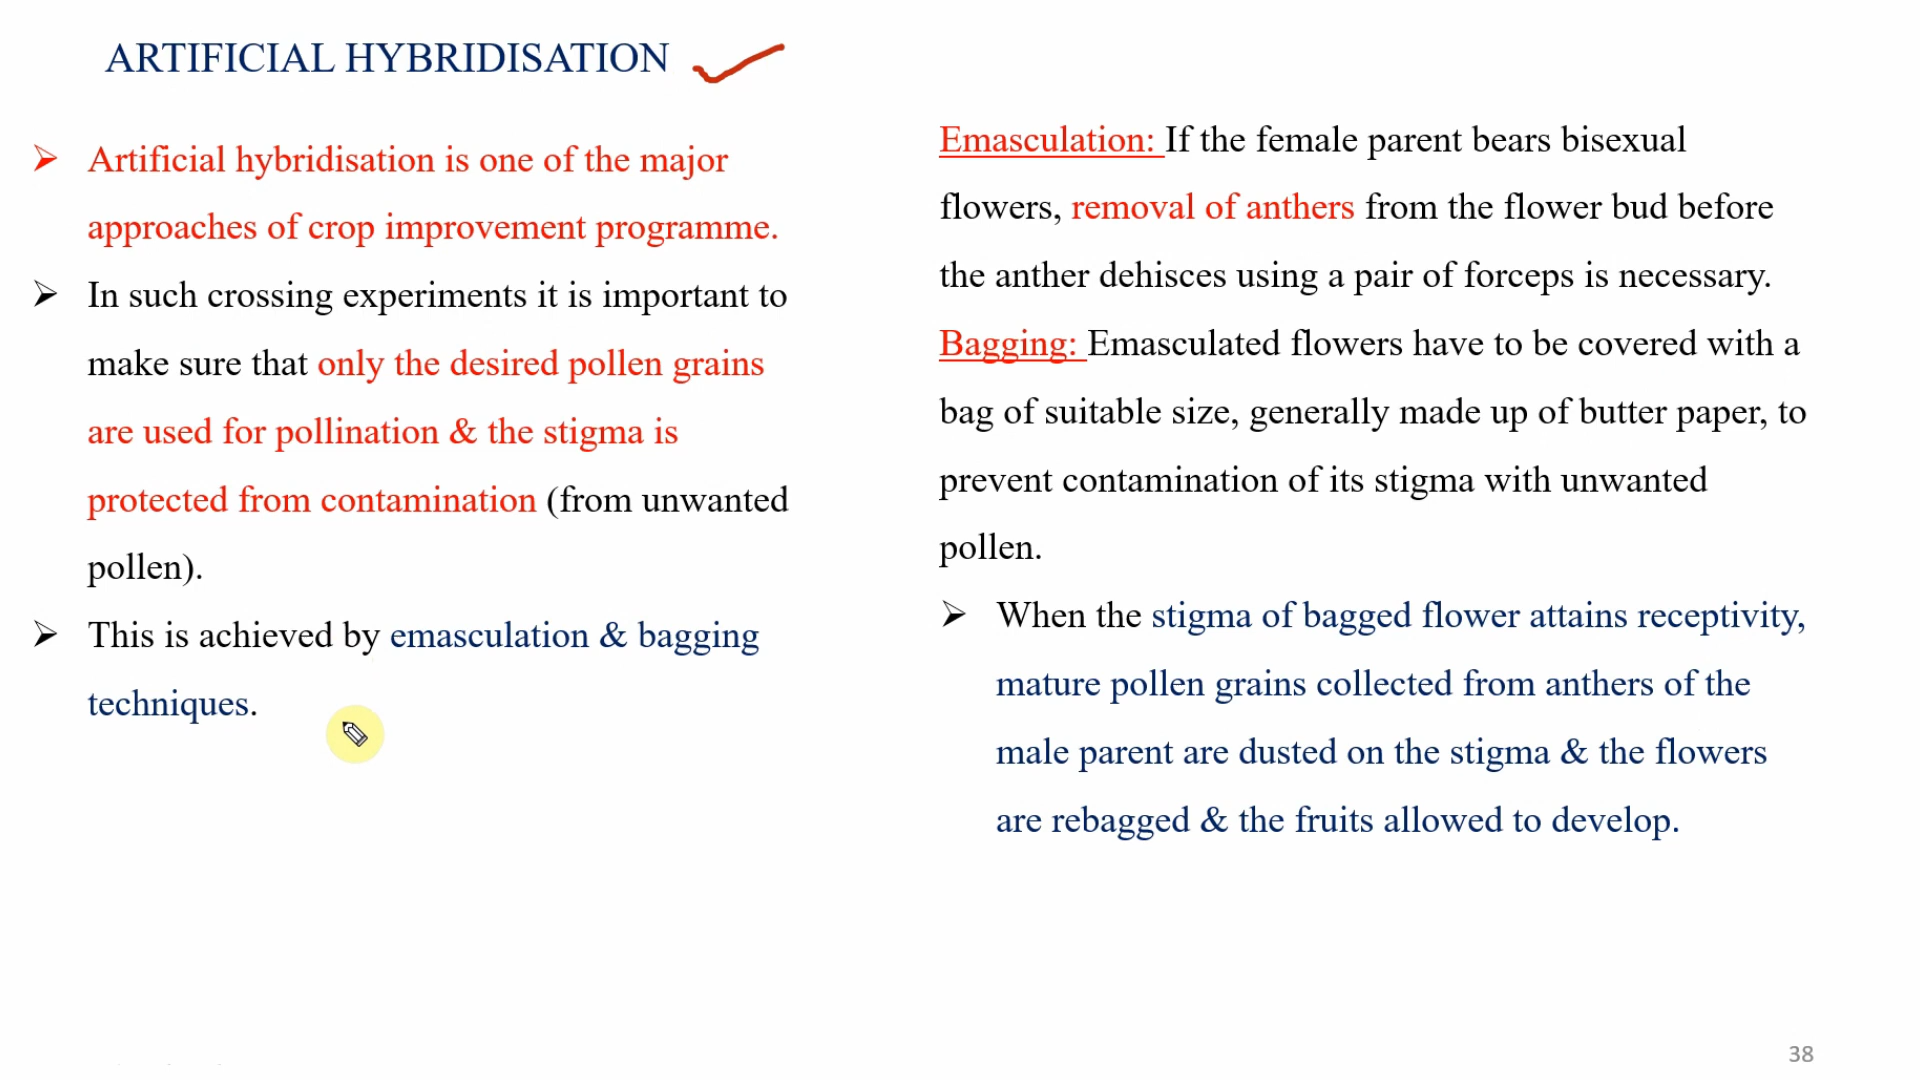 ARTIFICIAL HYBRIDISATION
➢ Artificial hybridisation is one of the major
approaches of crop improvement programme.
➢ In such crossing experiments it is important to
make sure that only the desired pollen grains
are used for pollination & the stigma is
protected from contamination (from unwanted
pollen).
➢ This is achieved by emasculation & bagging
techniques.
Emasculation: If the female parent bears bisexual
flowers, removal of anthers from the flower bud before
the anther dehisces using a pair of forceps is necessary.
Bagging: Emasculated flowers have to be covered with a
bag of suitable size, generally made up of butter paper, to
prevent contamination of its stigma with unwanted
pollen.
➢ When the stigma of bagged flower attains receptivity,
mature pollen grains collected from anthers of the
male parent are dusted on the stigma & the flowers
are rebagged & the fruits allowed to develop.
38